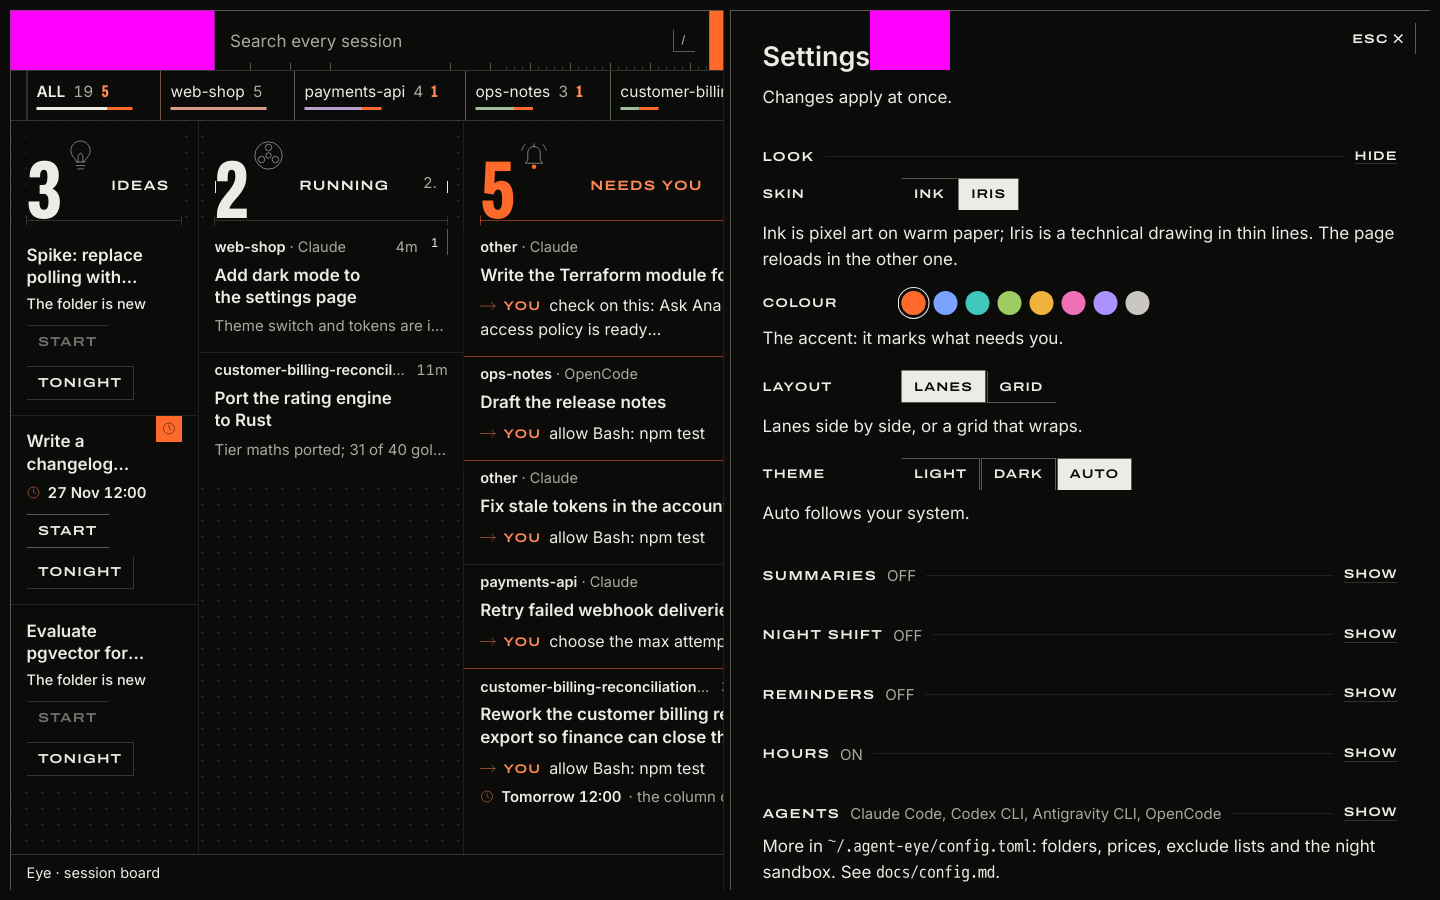 Search every session
/
ALL 19 5
web-shop 5
payments-api 4 1
ops-notes 3 1
customer-billin
3
IDEAS
Spike: replace
polling with...
The folder is new
START
TONIGHT
Write a
changelog...
27 Nov 12:00
START
TONIGHT
Evaluate
pgvector for...
The folder is new
START
TONIGHT
2
RUNNING
2.
web-shop · Claude 4m 1
Add dark mode to
the settings page
Theme switch and tokens are i...
customer-billing-reconcil... 11m
Port the rating engine
to Rust
Tier maths ported; 31 of 40 gol...
5
NEEDS YOU
other · Claude
Write the Terraform module fo
→ YOU check on this: Ask Ana
access policy is ready...
ops-notes · OpenCode
Draft the release notes
→ YOU allow Bash: npm test
other · Claude
Fix stale tokens in the accoun
→ YOU allow Bash: npm test
payments-api · Claude
Retry failed webhook deliverie
→ YOU choose the max attemp
customer-billing-reconciliation...
Rework the customer billing re
export so finance can close th
→ YOU allow Bash: npm test
Tomorrow 12:00 · the column
Eye · session board
Settings
ESC ×
Changes apply at once.
LOOK HIDE
SKIN INK IRIS
Ink is pixel art on warm paper; Iris is a technical drawing in thin lines. The page
reloads in the other one.
COLOUR
The accent: it marks what needs you.
LAYOUT LANES GRID
Lanes side by side, or a grid that wraps.
THEME LIGHT DARK AUTO
Auto follows your system.
SUMMARIES OFF SHOW
NIGHT SHIFT OFF SHOW
REMINDERS OFF SHOW
HOURS ON SHOW
AGENTS Claude Code, Codex CLI, Antigravity CLI, OpenCode SHOW
More in ~/.agent-eye/config.toml: folders, prices, exclude lists and the night
sandbox. See docs/config.md.